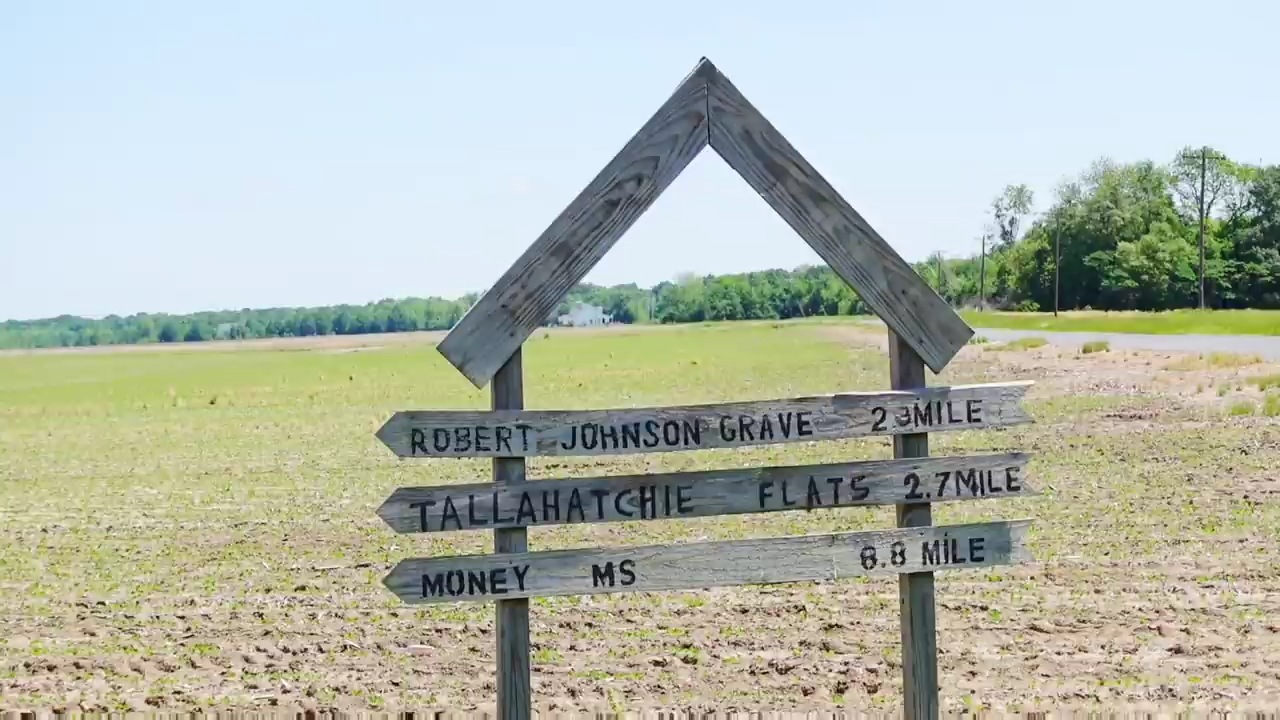 ROBERT JOHNSON GRAVE 2.3MILE
TALLAHATCHIE FLATS 2.7MILE
MONEY MS 8.8 MILE